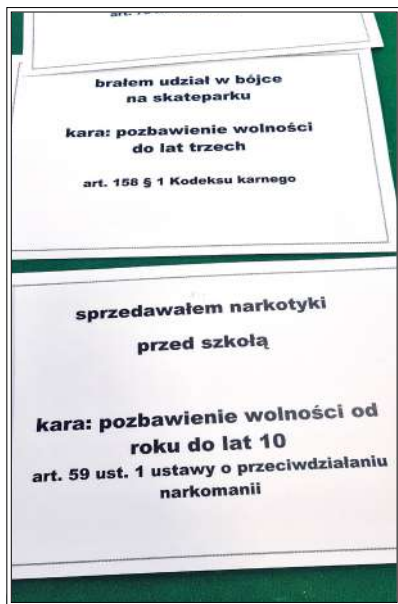 art.
brałem udział w bójce
na skateparku
kara: pozbawienie wolności
do lat trzech
art. 158 § 1 Kodeksu karnego
sprzedawałem narkotyki
przed szkołą
kara: pozbawienie wolności od
roku do lat 10
art. 59 ust. 1 ustawy o przeciwdziałaniu
narkomanii